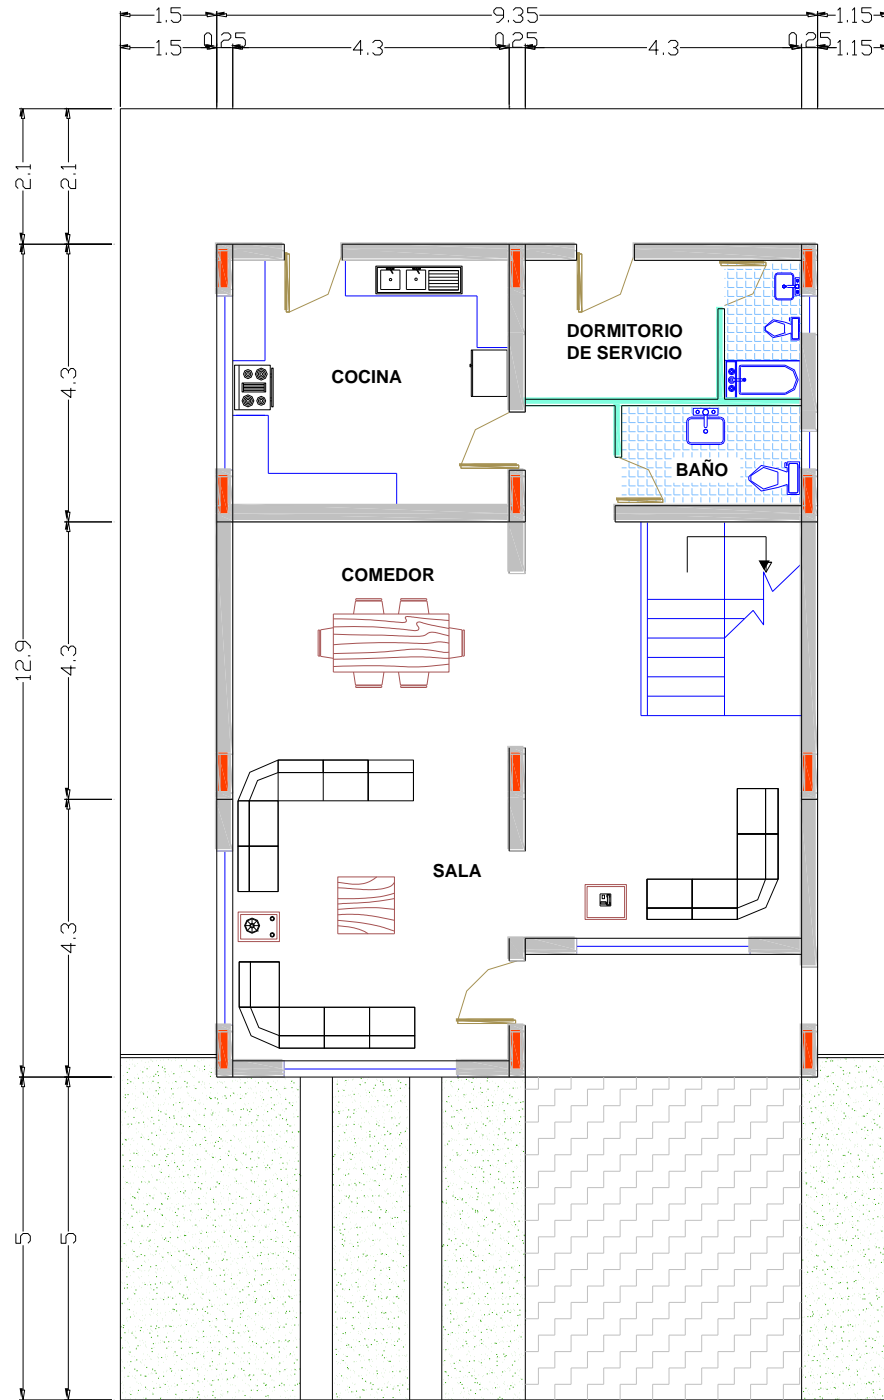 1.5 9.35 1.15
1.5 0.25 4.3 0.25 4.3 0.25 1.15
2.1 2.1
12.9 4.3
4.3
4.3
5 5
DORMITORIO
DE SERVICIO
COCINA
BAÑO
COMEDOR
SALA